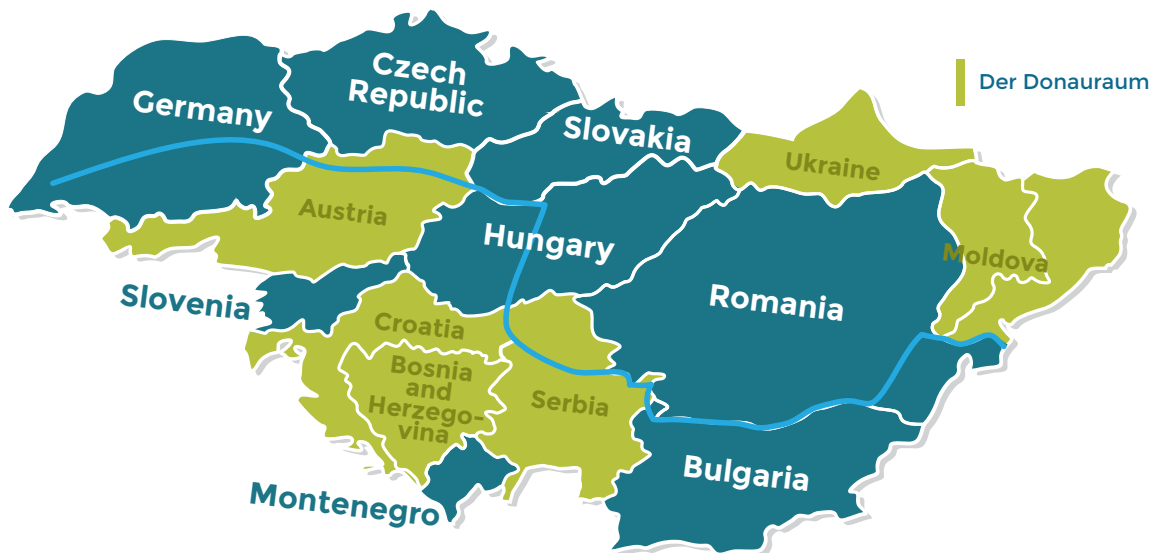 Czech
Republic
Germany
Slovakia
Der Donauraum
Ukraine
Austria
Hungary
Moldova
Slovenia
Romania
Croatia
Bosnia
and
Herzego-
vina
Serbia
Bulgaria
Montenegro